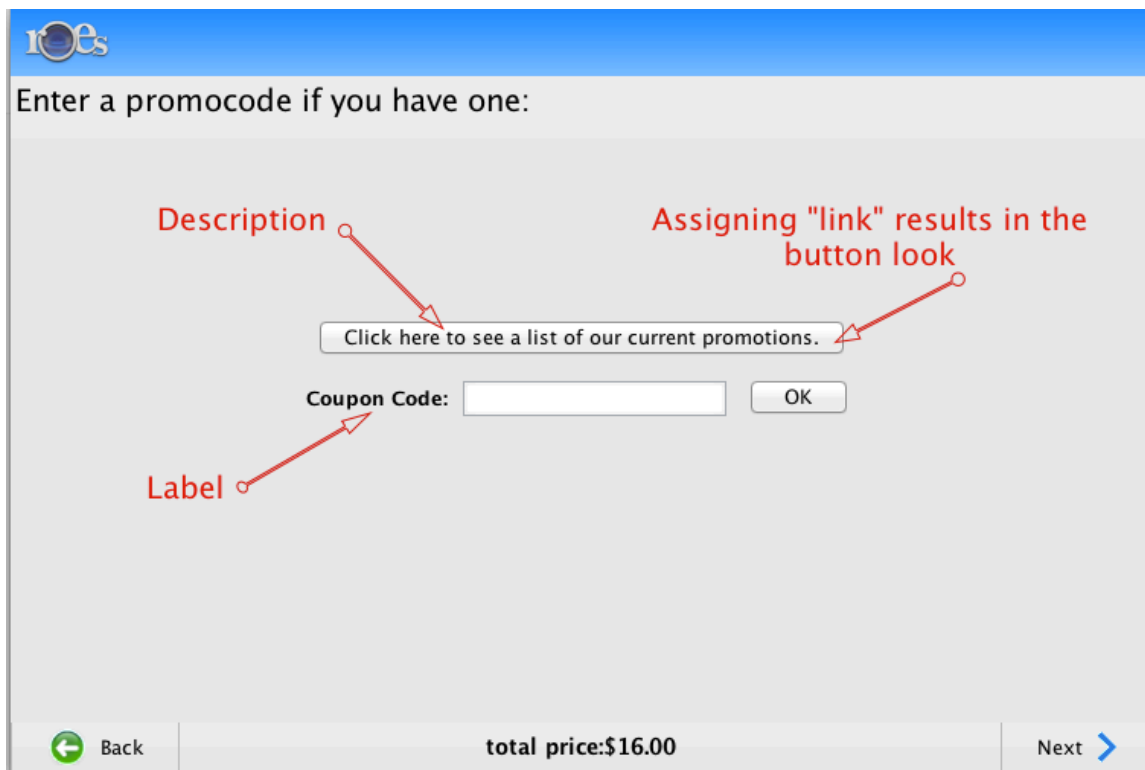 roes
Enter a promocode if you have one:
Description
Assigning "link" results in the
button look
Click here to see a list of our current promotions.
Coupon Code:
OK
Label
Back
total price:$16.00
Next